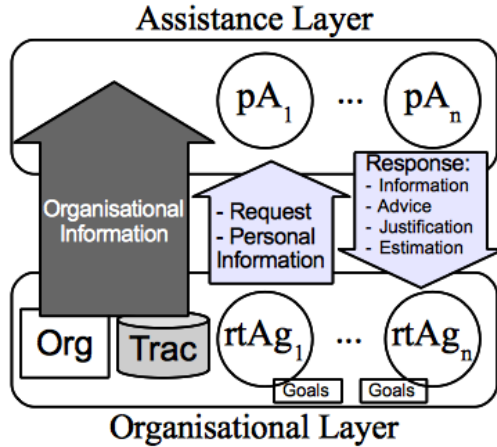 Assistance Layer
pA1 ... pAn
Organisational
Information
- Request
- Personal
Information
Response:
- Information
- Advice
- Justification
- Estimation
Org
Trac
rtAg1 ... rtAgn
Goals
Goals
Organisational Layer